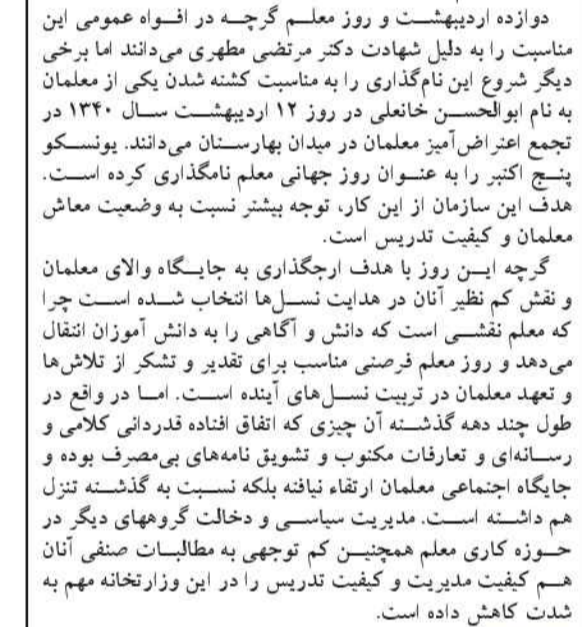 دوازده اردیبهشت و روز معلم گرچه در افواه عمومی این
مناسبت را به دلیل شهادت دکتر مرتضی مطهری می‌دانند اما برخی
دیگر شروع این نام‌گذاری را به مناسبت کشته شدن یکی از معلمان
به نام ابوالحسن خانعلی در روز ۱۲ اردیبهشت سال ۱۳۴۰ در
تجمع اعتراض‌آمیز معلمان در میدان بهارستان می‌دانند. یونسکو
پنج اکتبر را به عنوان روز جهانی معلم نامگذاری کرده است.
هدف این سازمان از این کار، توجه بیشتر نسبت به وضعیت معاش
معلمان و کیفیت تدریس است.
گرچه این روز با هدف ارجگذاری به جایگاه والای معلمان
و نقش کم نظیر آنان در هدایت نسل‌ها انتخاب شده است چرا
که معلم نقشی است که دانش و آگاهی را به دانش آموزان انتقال
می‌دهد و روز معلم فرصتی مناسب برای تقدیر و تشکر از تلاش‌ها
و تعهد معلمان در تربیت نسل‌های آینده است. اما در واقع در
طول چند دهه گذشته آن چیزی که اتفاق افتاده قدردانی کلامی و
رسانه‌ای و تعارفات مکتوب و تشویق نامه‌های بی‌مصرف بوده و
جایگاه اجتماعی معلمان ارتقاء نیافته بلکه نسبت به گذشته تنزل
هم داشته است. مدیریت سیاسی و دخالت گروههای دیگر در
حوزه کاری معلم همچنین کم توجهی به مطالبات صنفی آنان
هم کیفیت مدیریت و کیفیت تدریس را در این وزارتخانه مهم به
شدت کاهش داده است.